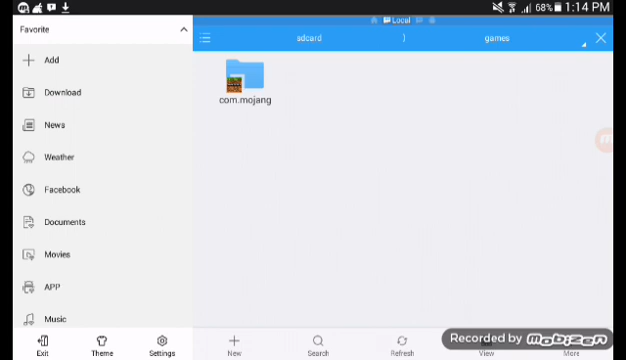 68% 1:14 PM
Favorite
Local
sdcard
games
Add
Download
com.mojang
News
Weather
Facebook
Documents
Movies
APP
Music
Exit
Theme
Settings
New
Search
Refresh
View
More
Recorded by mobizen